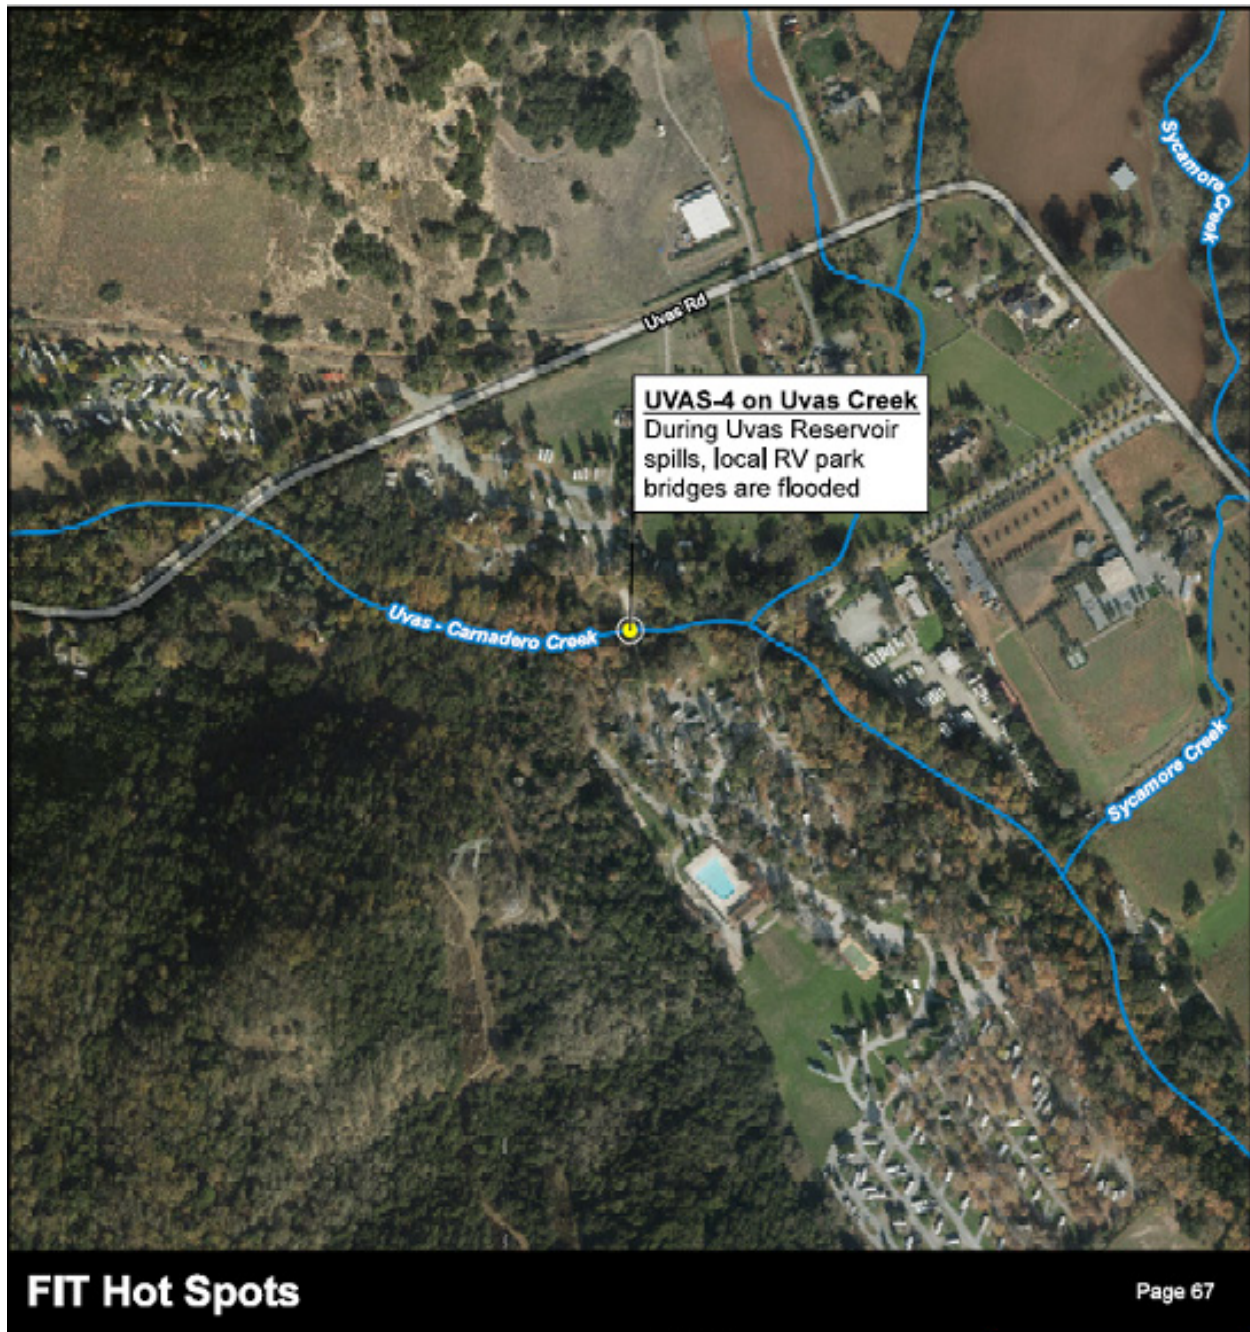 Sycamore Creek
Uvas Rd
UVAS-4 on Uvas Creek
During Uvas Reservoir
spills, local RV park
bridges are flooded
Uvas - Carnadero Creek
Sycamore Creek
FIT Hot Spots
Page 67